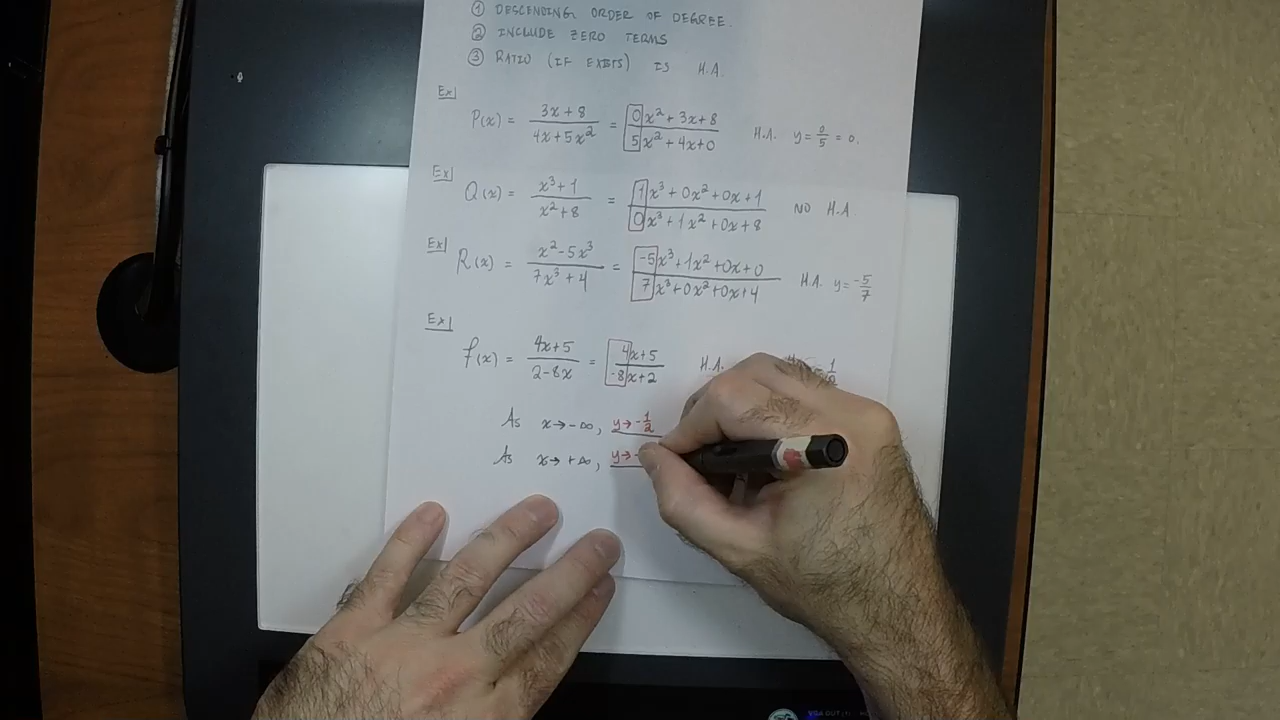 ① DESCENDING ORDER OF DEGREE.
② INCLUDE ZERO TERMS
③ RATIO (IF EXISTS) IS H.A.
Ex
P(x) = (3x+8)/(4x+5x²) = (0x²+3x+8)/(5x²+4x+0) H.A. y = 0/5 = 0.
Ex
Q(x) = (x³+1)/(x²+8) = (1x³+0x²+0x+1)/(0x³+1x²+0x+8) NO H.A.
Ex
R(x) = (x²-5x³)/(7x³+4) = (-5x³+1x²+0x+0)/(7x³+0x²+0x+4) H.A. y = -5/7
Ex
f(x) = (4x+5)/(2-8x) = (4x+5)/(-8x+2) H.A.
As x→-∞, y→-1/2
As x→+∞, y→-